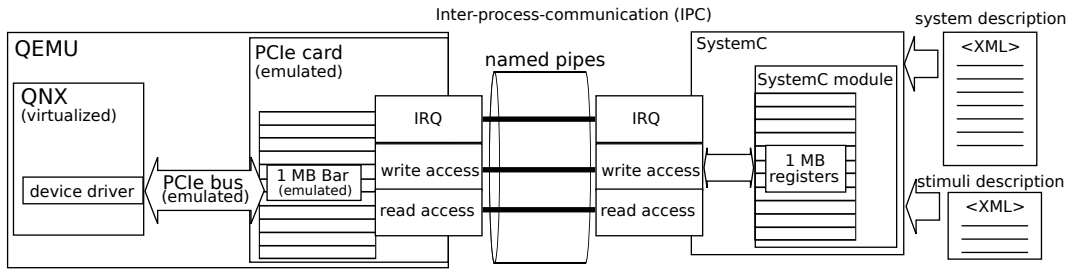 Inter-process-communication (IPC)
QEMU
QNX
(virtualized)
device driver
PCIe bus
(emulated)
PCIe card
(emulated)
1 MB Bar
(emulated)
IRQ
write access
read access
named pipes
IRQ
write access
read access
SystemC
SystemC module
1 MB
registers
system description
<XML>
stimuli description
<XML>